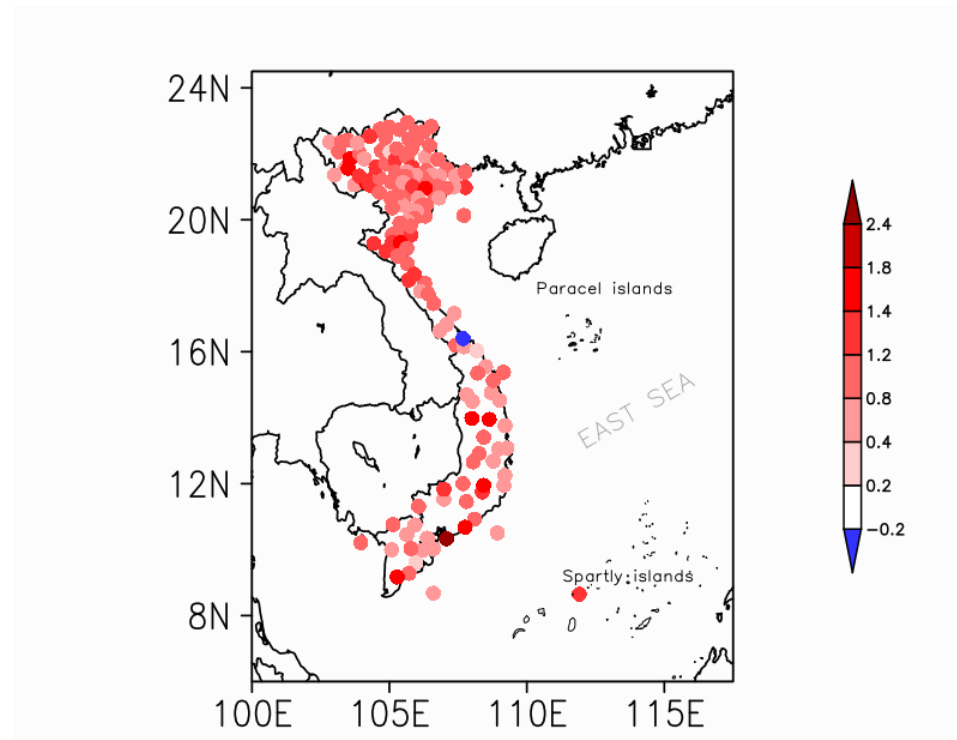 24N
20N
16N
12N
8N
100E
105E
110E
115E
Paracel islands
EAST SEA
Spartly islands
2.4
1.8
1.4
1.2
0.8
0.4
0.2
−0.2